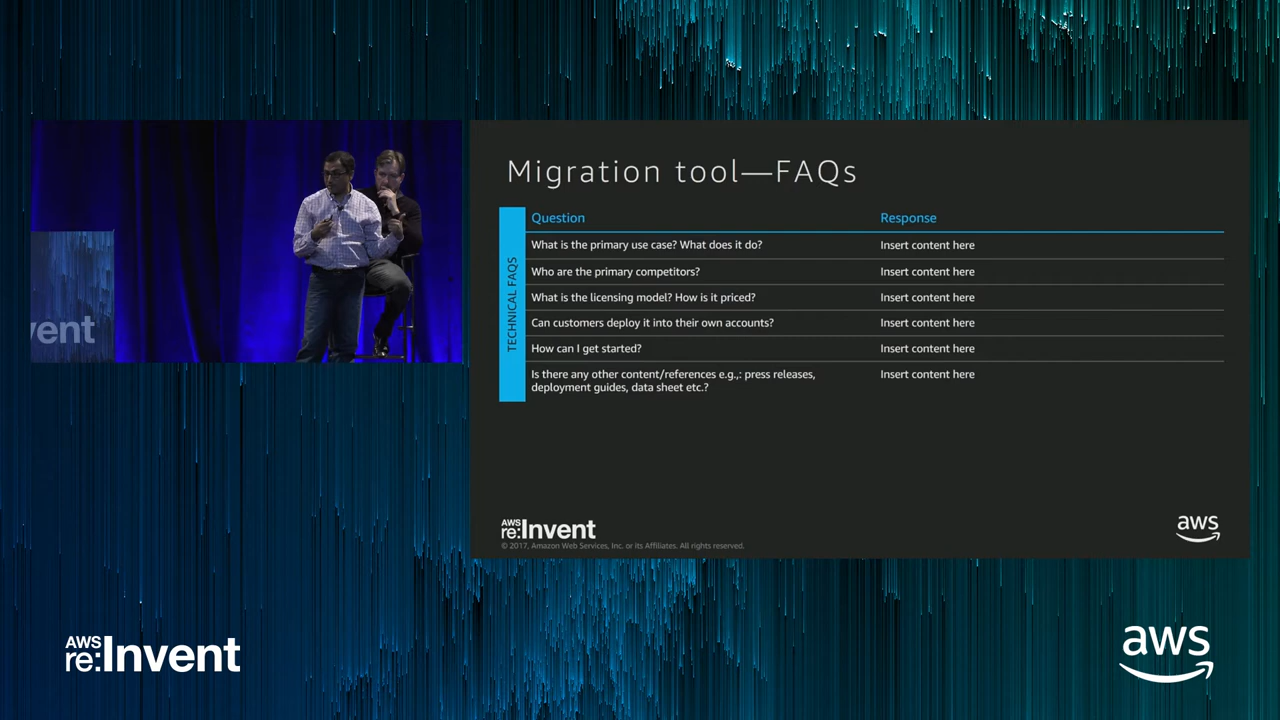 vent
Migration tool—FAQs
TECHNICAL FAQS
Question Response
What is the primary use case? What does it do? Insert content here
Who are the primary competitors? Insert content here
What is the licensing model? How is it priced? Insert content here
Can customers deploy it into their own accounts? Insert content here
How can I get started? Insert content here
Is there any other content/references e.g.,: press releases, Insert content here
deployment guides, data sheet etc.?
AWS
re:Invent
© 2017, Amazon Web Services, Inc. or its Affiliates. All rights reserved.
aws
AWS
re:Invent
aws